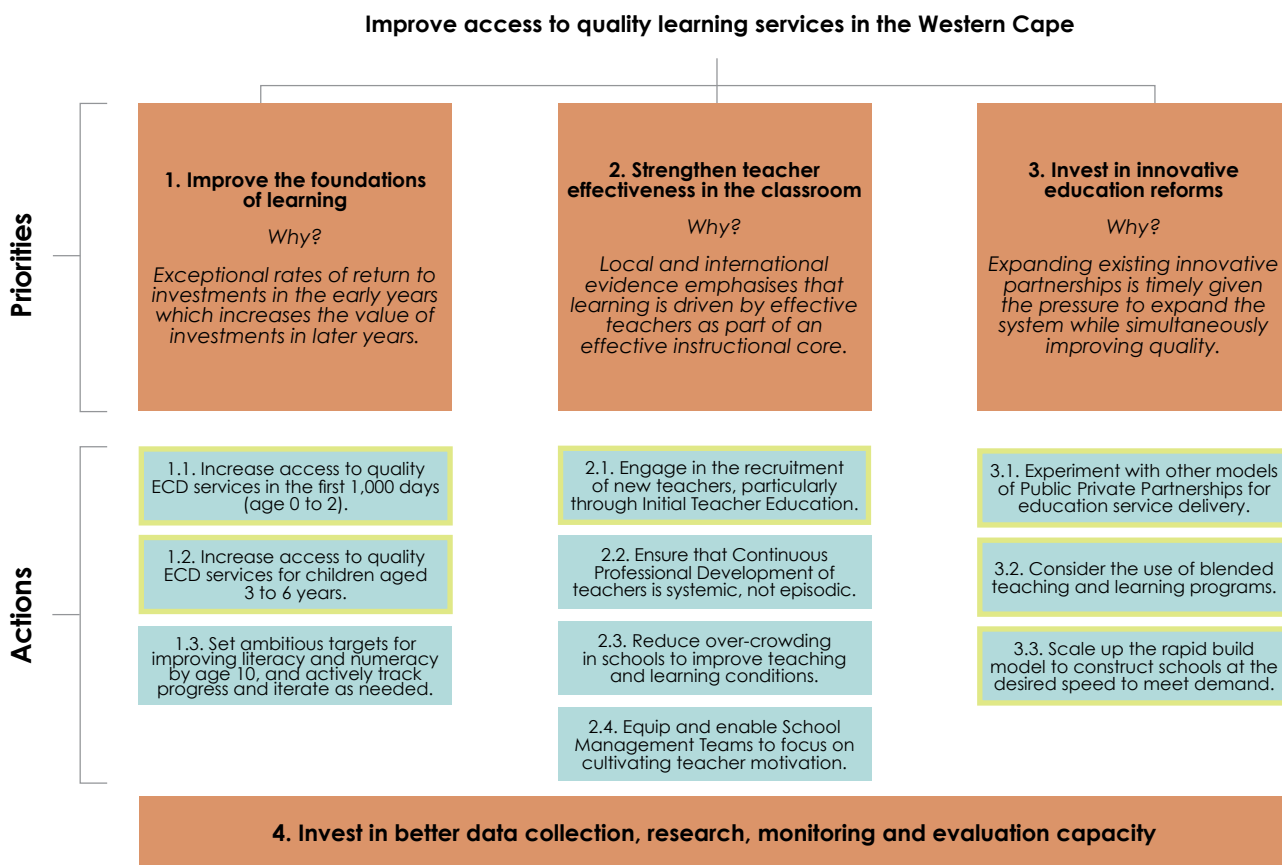 Improve access to quality learning services in the Western Cape
Priorities
1. Improve the foundations
of learning
Why?
Exceptional rates of return to
investments in the early years
which increases the value of
investments in later years.
2. Strengthen teacher
effectiveness in the classroom
Why?
Local and international
evidence emphasises that
learning is driven by effective
teachers as part of an
effective instructional core.
3. Invest in innovative
education reforms
Why?
Expanding existing innovative
partnerships is timely given
the pressure to expand the
system while simultaneously
improving quality.
Actions
1.1. Increase access to quality
ECD services in the first 1,000 days
(age 0 to 2).
1.2. Increase access to quality
ECD services for children aged
3 to 6 years.
1.3. Set ambitious targets for
improving literacy and numeracy
by age 10, and actively track
progress and iterate as needed.
2.1. Engage in the recruitment
of new teachers, particularly
through Initial Teacher Education.
2.2. Ensure that Continuous
Professional Development of
teachers is systemic, not episodic.
2.3. Reduce over-crowding
in schools to improve teaching
and learning conditions.
2.4. Equip and enable School
Management Teams to focus on
cultivating teacher motivation.
3.1. Experiment with other models
of Public Private Partnerships for
education service delivery.
3.2. Consider the use of blended
teaching and learning programs.
3.3. Scale up the rapid build
model to construct schools at the
desired speed to meet demand.
4. Invest in better data collection, research, monitoring and evaluation capacity